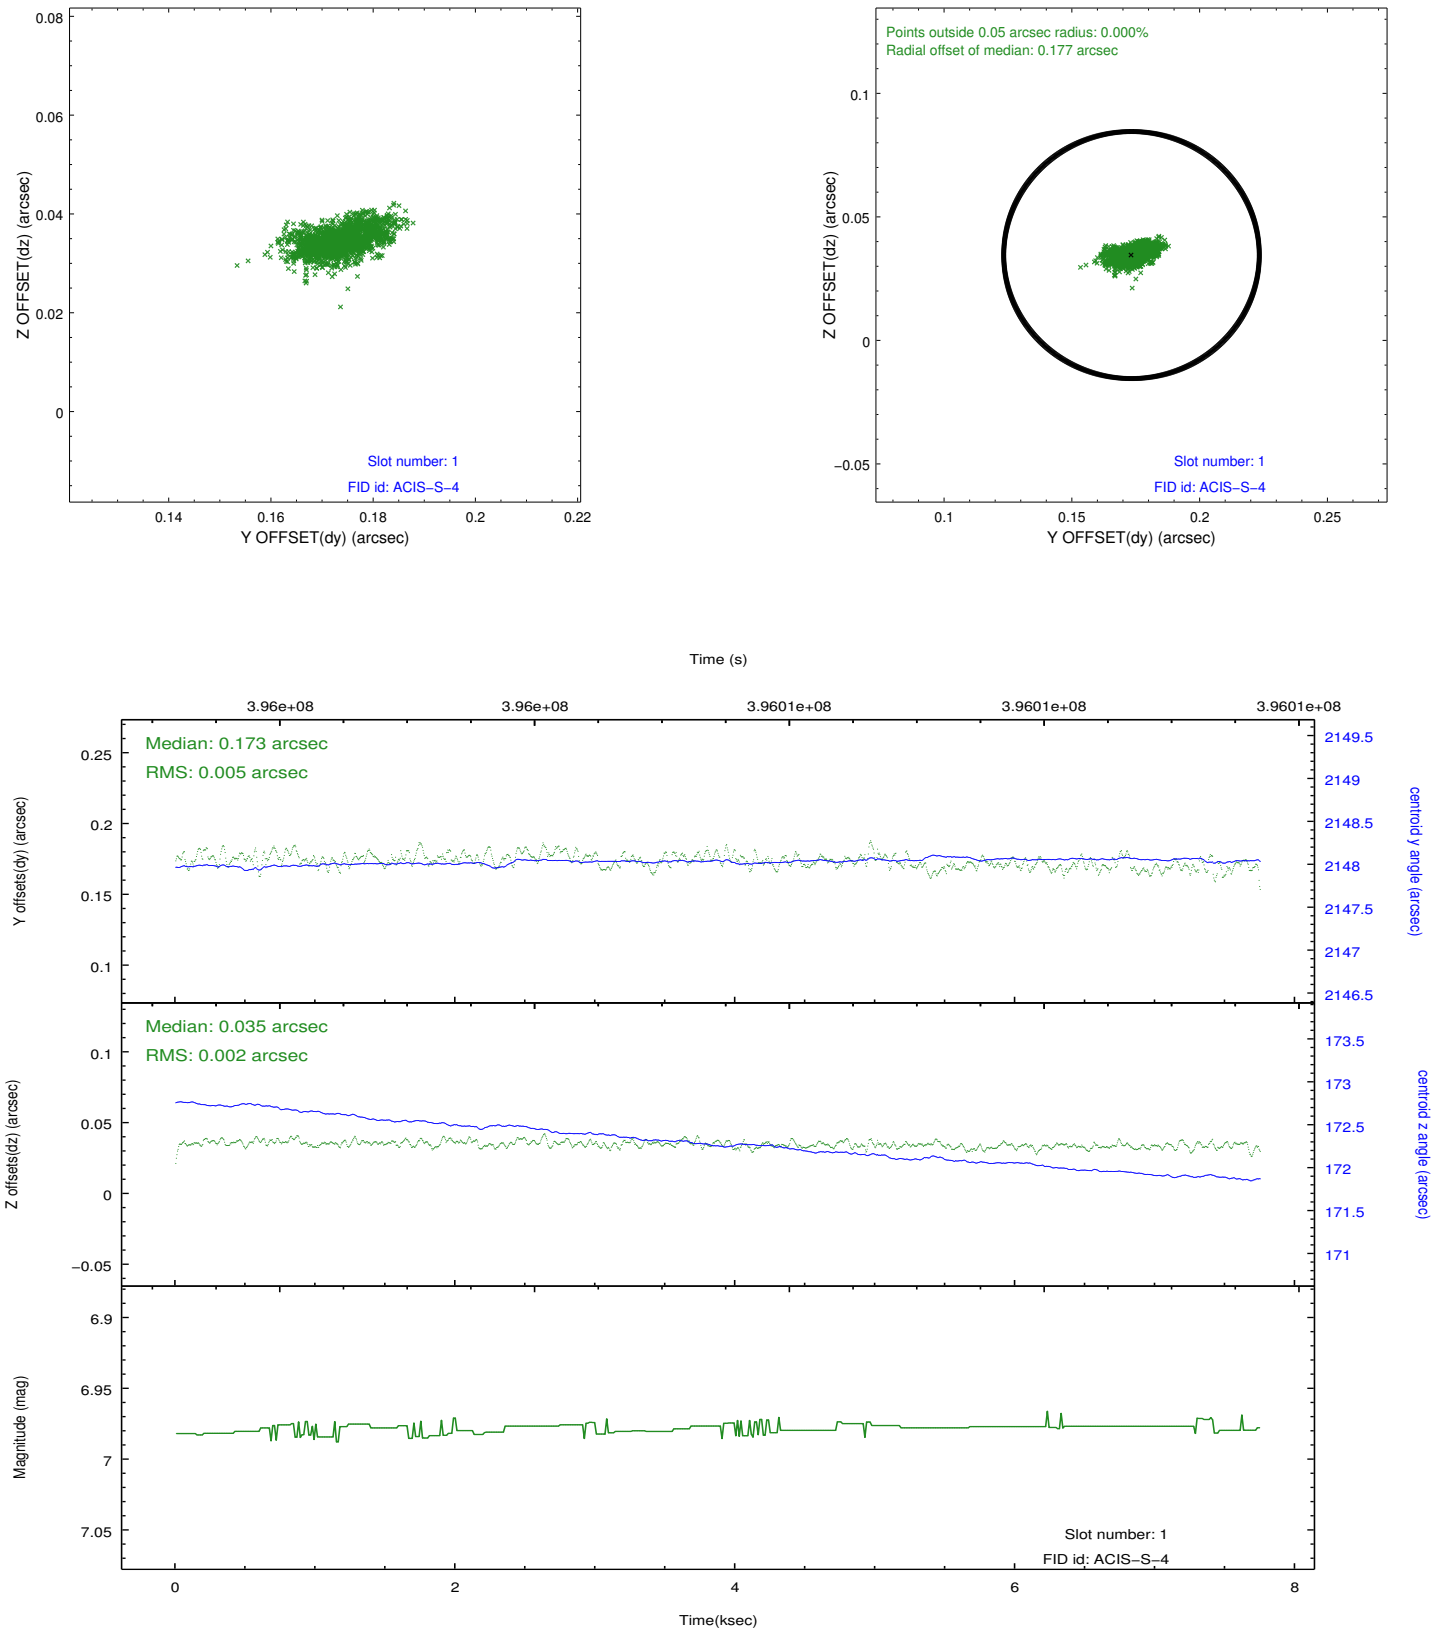 0.08
0.06
0.04
0.02
0
Z OFFSET(dz) (arcsec)
Slot number: 1
FID id: ACIS−S−4
0.14 0.16 0.18 0.2 0.22
Y OFFSET(dy) (arcsec)
Points outside 0.05 arcsec radius: 0.000%
Radial offset of median: 0.177 arcsec
0.1
0.05
0
−0.05
Z OFFSET(dz) (arcsec)
Slot number: 1
FID id: ACIS−S−4
0.1 0.15 0.2 0.25
Y OFFSET(dy) (arcsec)
Time (s)
3.96e+08 3.96e+08 3.9601e+08 3.9601e+08 3.9601e+08
Median: 0.173 arcsec
RMS: 0.005 arcsec
0.25
0.2
0.15
0.1
Y offsets(dy) (arcsec)
2149.5
2149
2148.5
2148
2147.5
2147
2146.5
centroid y angle (arcsec)
Median: 0.035 arcsec
RMS: 0.002 arcsec
0.1
0.05
0
−0.05
Z offsets(dz) (arcsec)
173.5
173
172.5
172
171.5
171
centroid z angle (arcsec)
6.9
6.95
7
7.05
Magnitude (mag)
Slot number: 1
FID id: ACIS−S−4
0 2 4 6 8
Time(ksec)